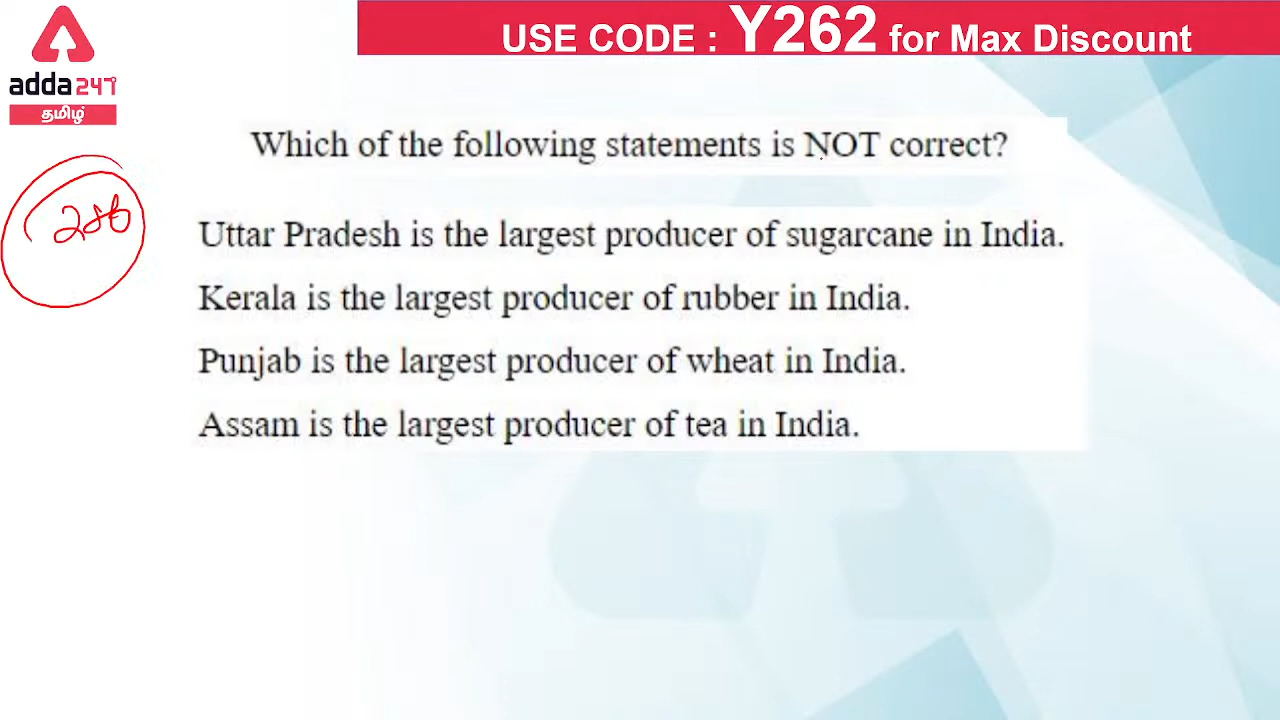 USE CODE : Y262 for Max Discount
adda247
தமிழ்
Which of the following statements is NOT correct?
Uttar Pradesh is the largest producer of sugarcane in India.
Kerala is the largest producer of rubber in India.
Punjab is the largest producer of wheat in India.
Assam is the largest producer of tea in India.